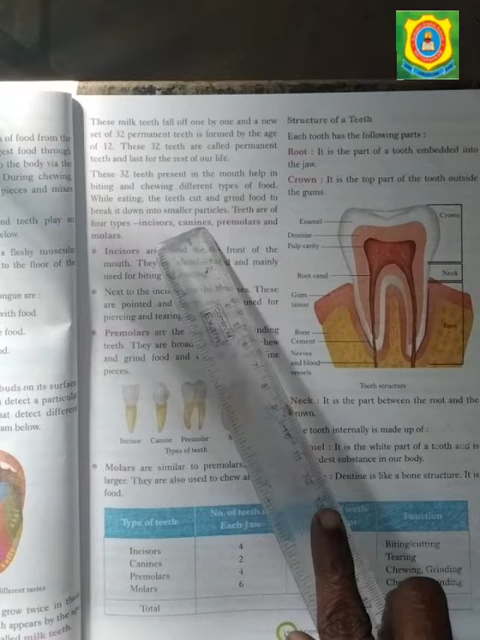 n of food from the
gest food through
o the body via the
During chewing,
pieces and mixes
nd teeth play an
elow.
a fleshy muscular
to the floor of the
ongue are :
with food.
e food.
od.
buds on its surface
detect a particular
hat detect different
am below.
different tastes
grow twice in the
h appears by the age
alled milk teeth.
These milk teeth fall off one by one and a new
set of 32 permanent teeth is formed by the age
of 12. These 32 teeth are called permanent
teeth and last for the rest of our life.
These 32 teeth present in the mouth help in
biting and chewing different types of food.
While eating, the teeth cut and grind food to
break it down into smaller particles. Teeth are of
four types –incisors, canines, premolars and
molars.
Incisors are the front of the
mouth. They and mainly
used for biting
Next to the incis These
are pointed and used for
piercing and tearing
Premolars are the nding
teeth. They are broad hew
and grind food and ine
pieces.
Incisor Canine Premolar
Types of teeth
Molars are similar to premolars,
larger. They are also used to chew an
food.
Structure of a Teeth
Each tooth has the following parts :
Root : It is the part of a tooth embedded into
the jaw.
Crown : It is the top part of the tooth outside
the gums.
Enamel
Dentine
Pulp cavity
Root canal
Gum
tissue
Bone
Cement
Nerves
and blood
vessels
Crown
Neck
Root
Tooth structure
Neck : It is the part between the root and the
crown.
e tooth internally is made up of :
mel : It is the white part of a tooth and is
dest substance in our body.
: Dentine is like a bone structure. It is
Type of teeth No. of teeth Each Jaw teeth Function
Incisors 4 Biting/cutting
Canines 2 Tearing
Premolars 4 Chewing, Grinding
Molars 6 Che nding
Total